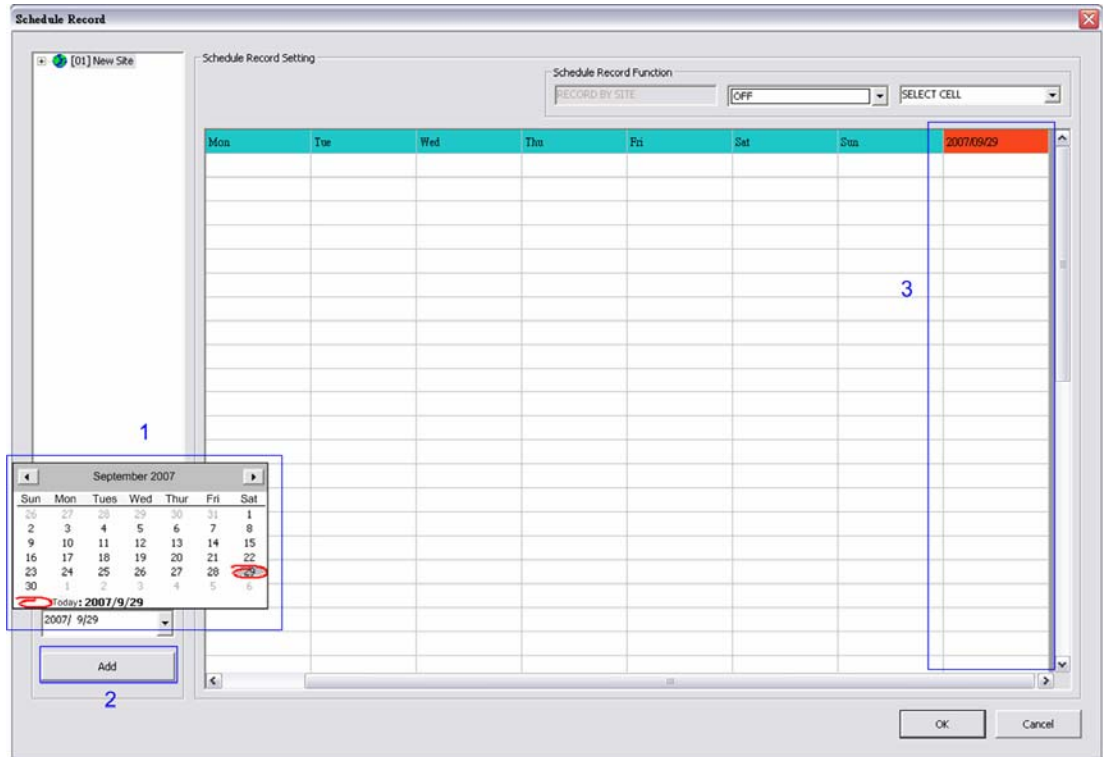 Schedule Record
[01] New Site
Schedule Record Setting
Schedule Record Function
RECORD BY SITE
OFF
SELECT CELL
Mon Tue Wed Thu Fri Sat Sun 2007/09/29
3
1
September 2007
Sun Mon Tues Wed Thur Fri Sat
26 27 28 29 30 31 1
2 3 4 5 6 7 8
9 10 11 12 13 14 15
16 17 18 19 20 21 22
23 24 25 26 27 28 29
30 1 2 3 4 5 6
Today: 2007/9/29
2007/ 9/29
Add
2
OK Cancel